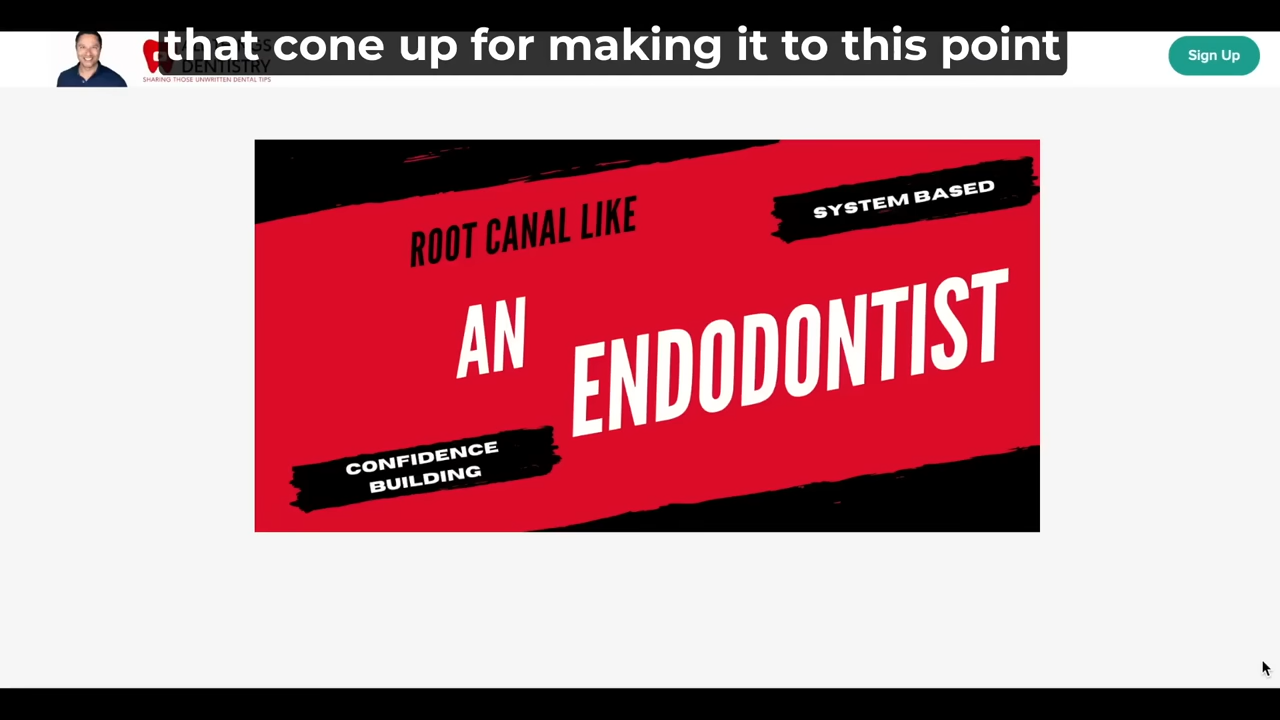 that cone up for making it to this point
DENTISTRY
SHARING THOSE UNWRITTEN DENTAL TIPS
Sign Up
SYSTEM BASED
ROOT CANAL LIKE
AN
ENDODONTIST
CONFIDENCE
BUILDING